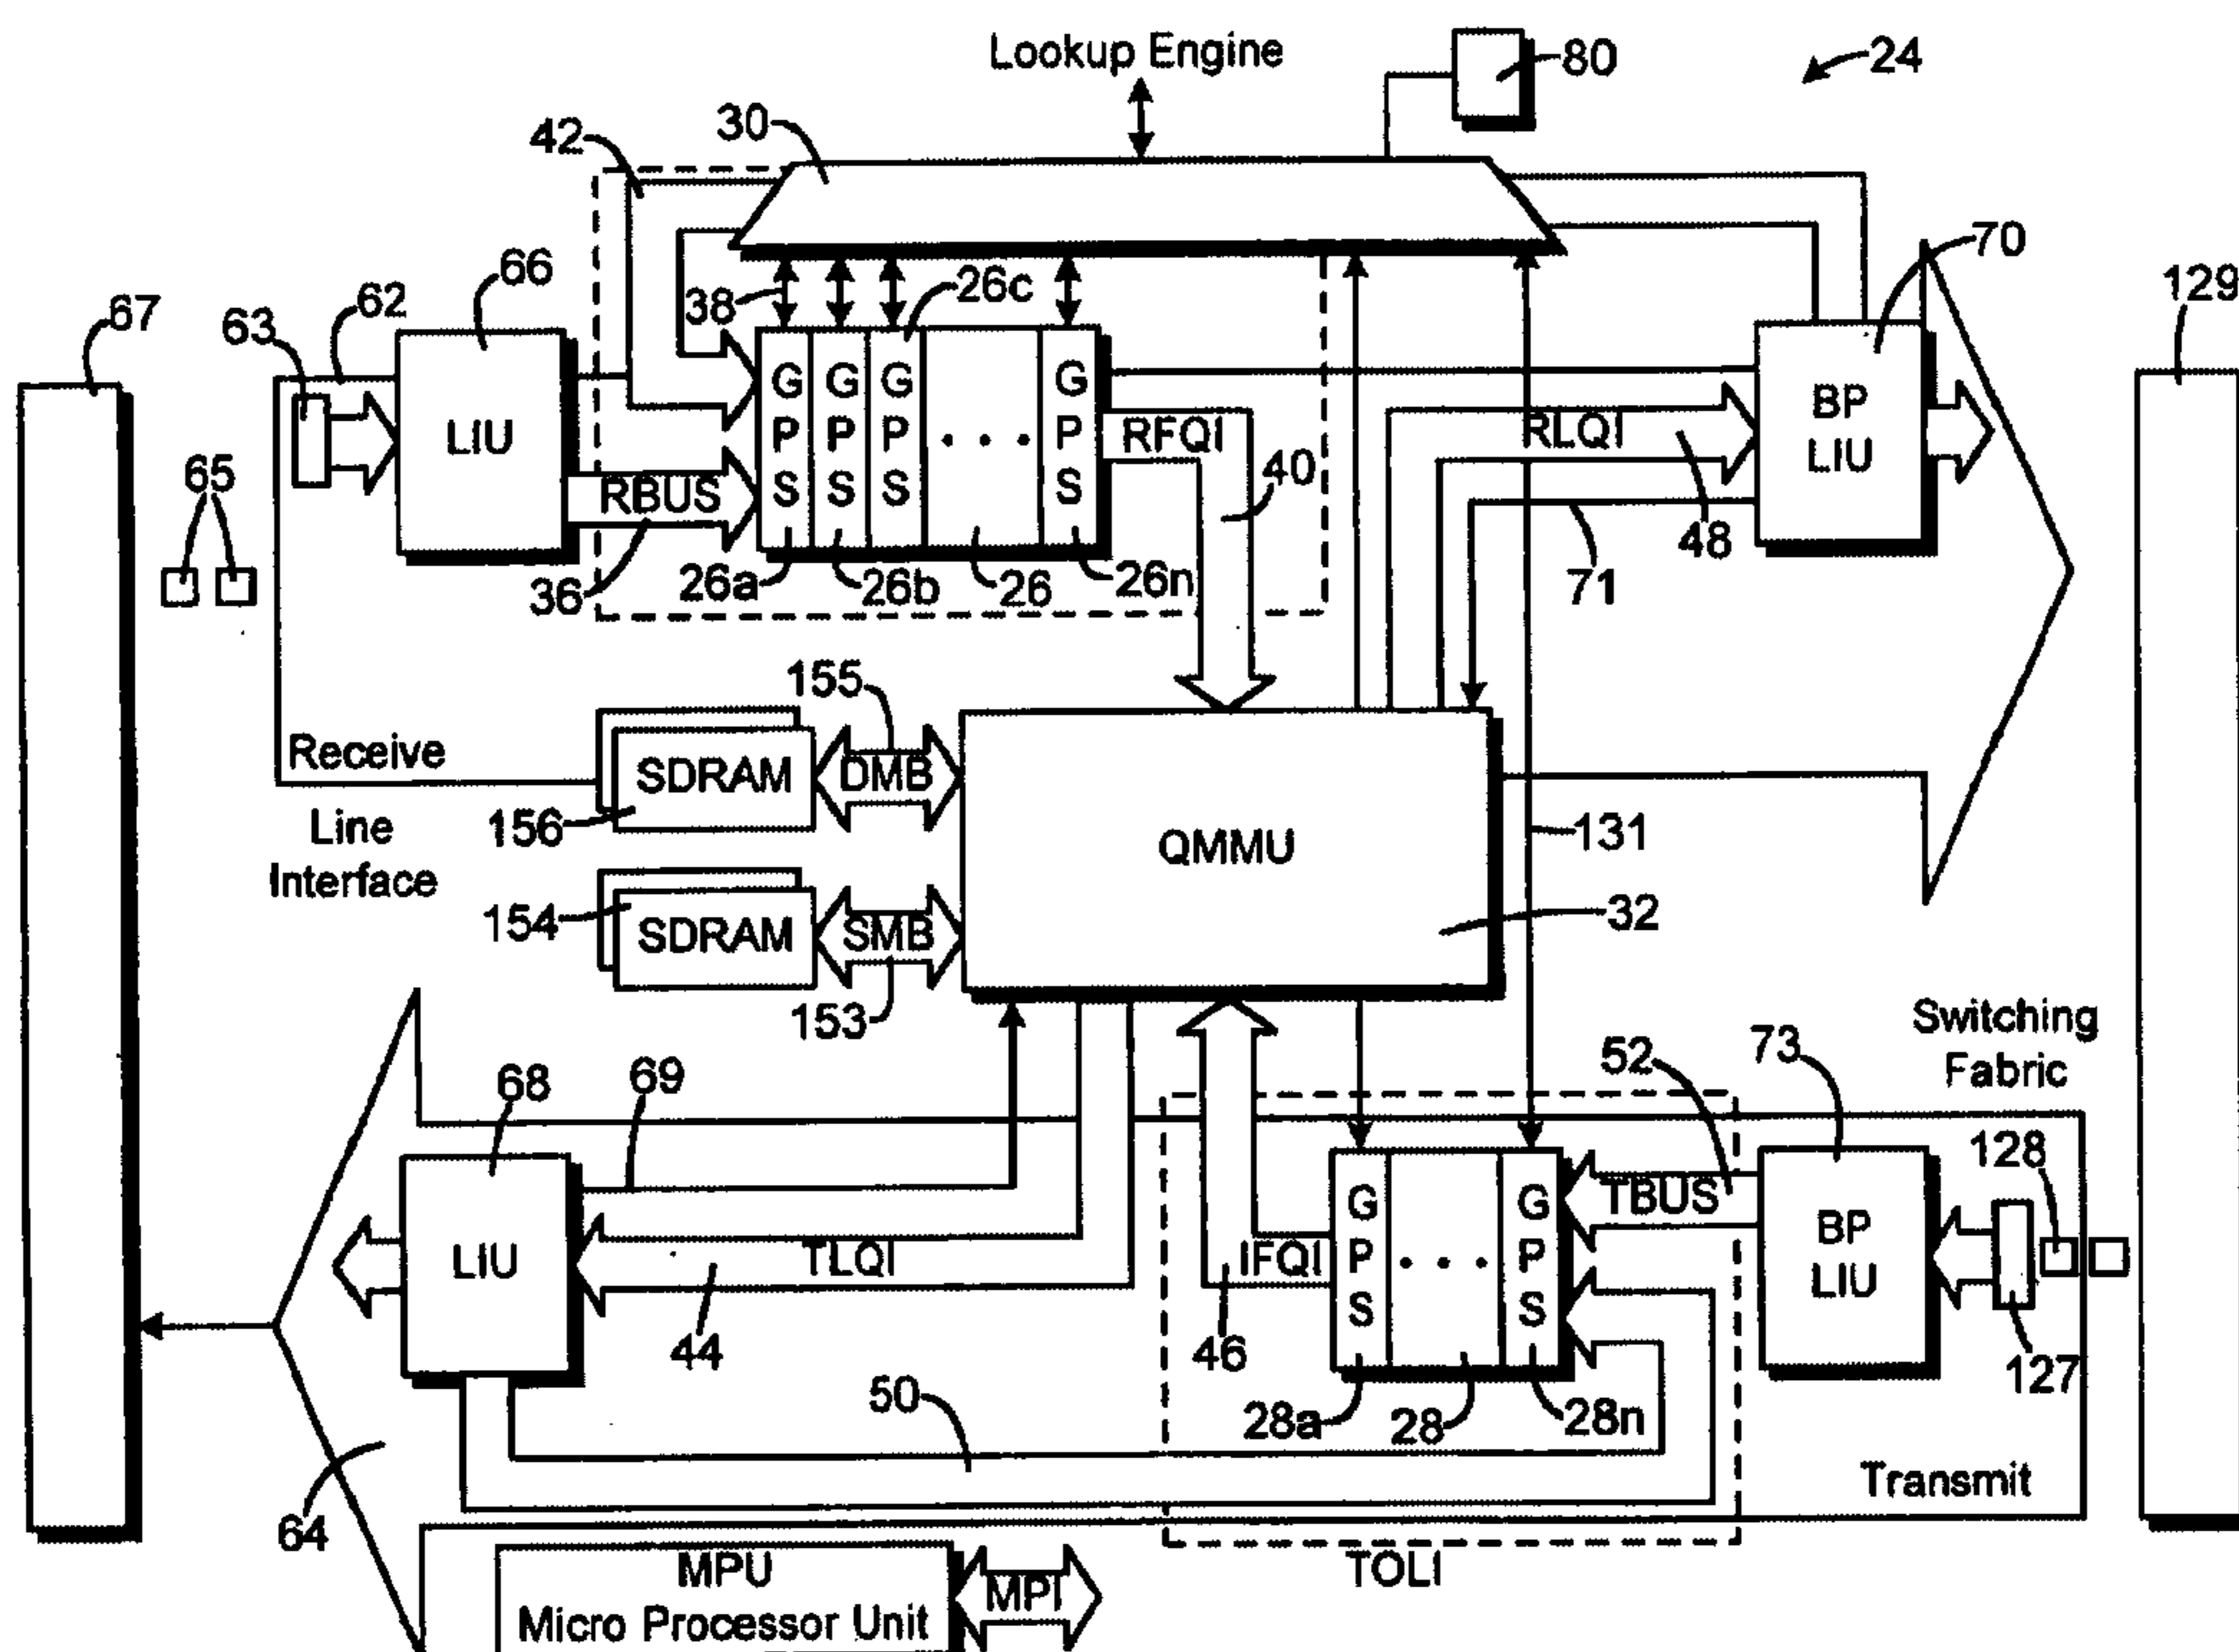 Lookup Engine
80
24
42
30
70
67
62
66
63
38
26c
129
LIU
G P S
G P S
G P S
. . .
G P S
RFQI
RLQI
BP LIU
65
RBUS
40
48
36
26a
26b
26
26n
71
155
Receive
SDRAM
DMB
156
Line
Interface
QMMU
131
154
SDRAM
SMB
32
153
Switching
Fabric
68
69
52
73
128
LIU
TLQI
IFQI
G P S
. . .
G P S
TBUS
BP LIU
44
46
127
50
28a
28
28n
64
Transmit
TOLI
MPU
Micro Processor Unit
MPI